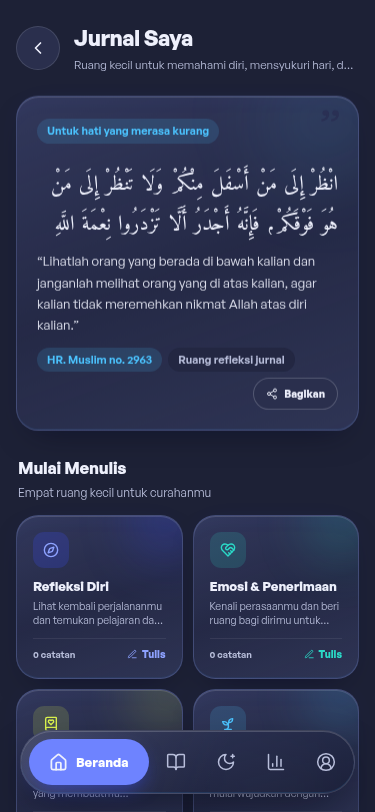 Jurnal Saya
Ruang kecil untuk memahami diri, mensyukuri hari, d...
Untuk hati yang merasa kurang
انْظُرْ إِلَى مَنْ أَسْفَلَ مِنْكُمْ وَلَا تَنْظُرْ إِلَى مَنْ
هُوَ فَوْقَكُمْ، فَإِنَّهُ أَجْدَرُ أَلَّا تَزْدَرُوا نِعْمَةَ اللَّهِ
“Lihatlah orang yang berada di bawah kalian dan
janganlah melihat orang yang di atas kalian, agar
kalian tidak meremehkan nikmat Allah atas diri
kalian.”
HR. Muslim no. 2963 Ruang refleksi jurnal
Bagikan
Mulai Menulis
Empat ruang kecil untuk curahanmu
Refleksi Diri
Lihat kembali perjalananmu
dan temukan pelajaran da...
0 catatan Tulis
Emosi & Penerimaan
Kenali perasaanmu dan beri
ruang bagi dirimu untuk...
0 catatan Tulis
Beranda